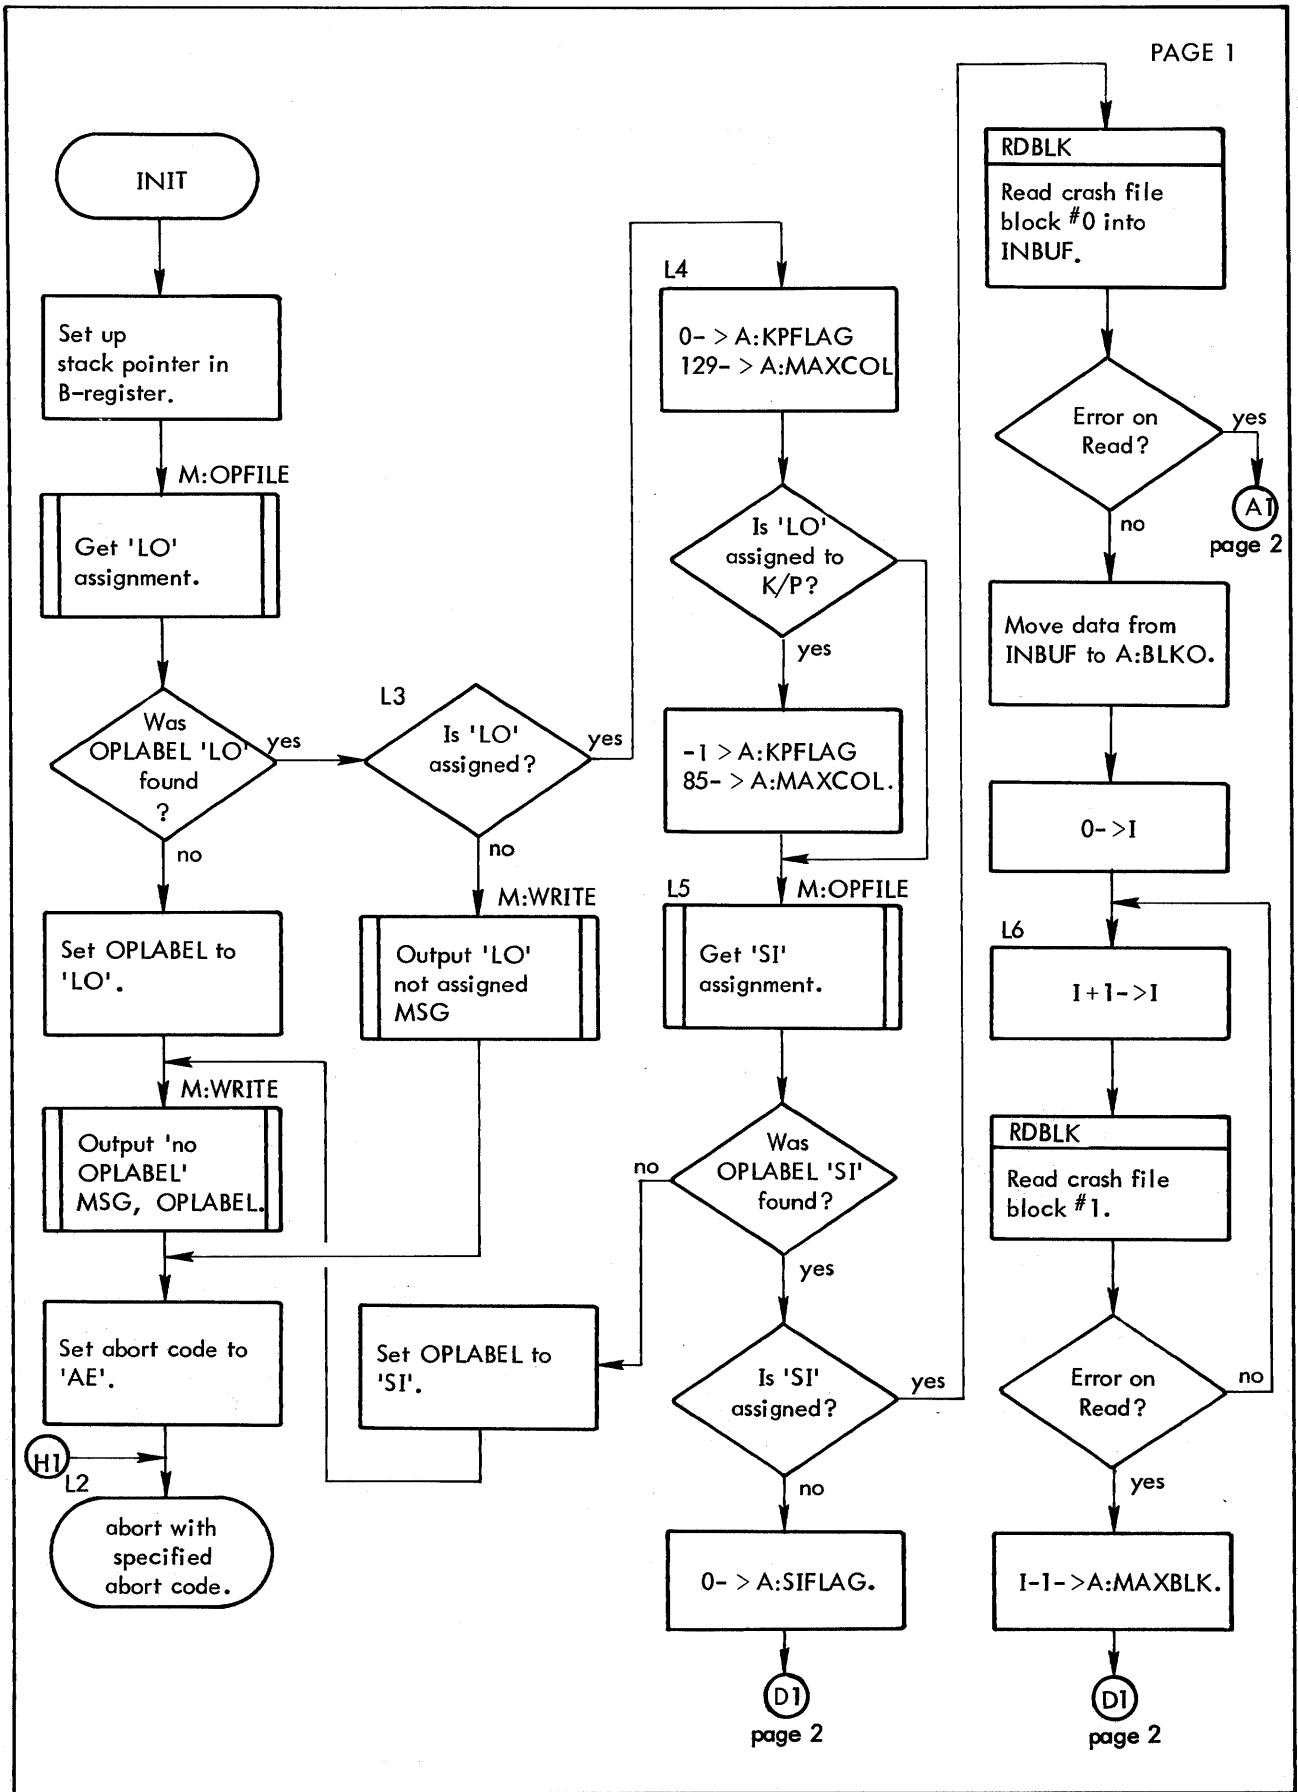 PAGE 1
INIT
Set up
stack pointer in
B-register.
M:OPFILE
Get 'LO'
assignment.
Was
OPLABEL 'LO'
found
?
yes
no
Set OPLABEL to
'LO'.
M:WRITE
Output 'no
OPLABEL'
MSG, OPLABEL.
Set abort code to
'AE'.
H1
L2
abort with
specified
abort code.
L3
Is 'LO'
assigned?
yes
no
M:WRITE
Output 'LO'
not assigned
MSG
Set OPLABEL to
'SI'.
L4
0- > A:KPFLAG
129- > A:MAXCOL
Is 'LO'
assigned to
K/P?
yes
-1 > A:KPFLAG
85- > A:MAXCOL.
L5
M:OPFILE
Get 'SI'
assignment.
Was
OPLABEL 'SI'
found?
no
yes
Is 'SI'
assigned?
yes
no
0- > A:SIFLAG.
D1
page 2
RDBLK
Read crash file
block #0 into
INBUF.
Error on
Read?
yes
A1
page 2
no
Move data from
INBUF to A:BLKO.
0- >I
L6
I+1- >I
RDBLK
Read crash file
block #1.
Error on
Read?
no
yes
I-1- >A:MAXBLK.
D1
page 2